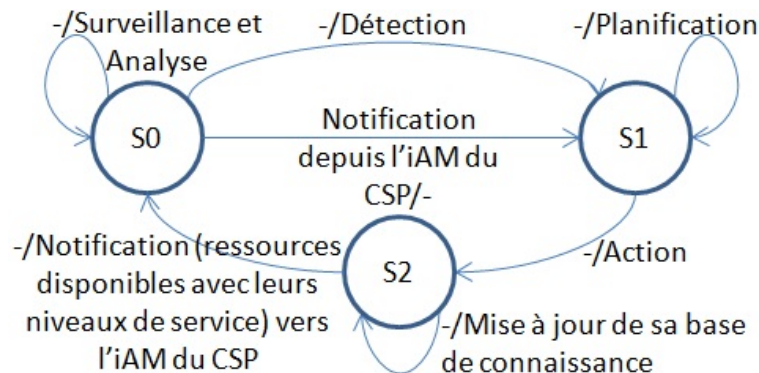 -/Surveillance et
Analyse
-/Détection
-/Planification
S0
Notification
depuis l'iAM du
CSP/-
S1
-/Notification (ressources
disponibles avec leurs
niveaux de service) vers
l'iAM du CSP
S2
-/Action
-/Mise à jour de sa base
de connaissance